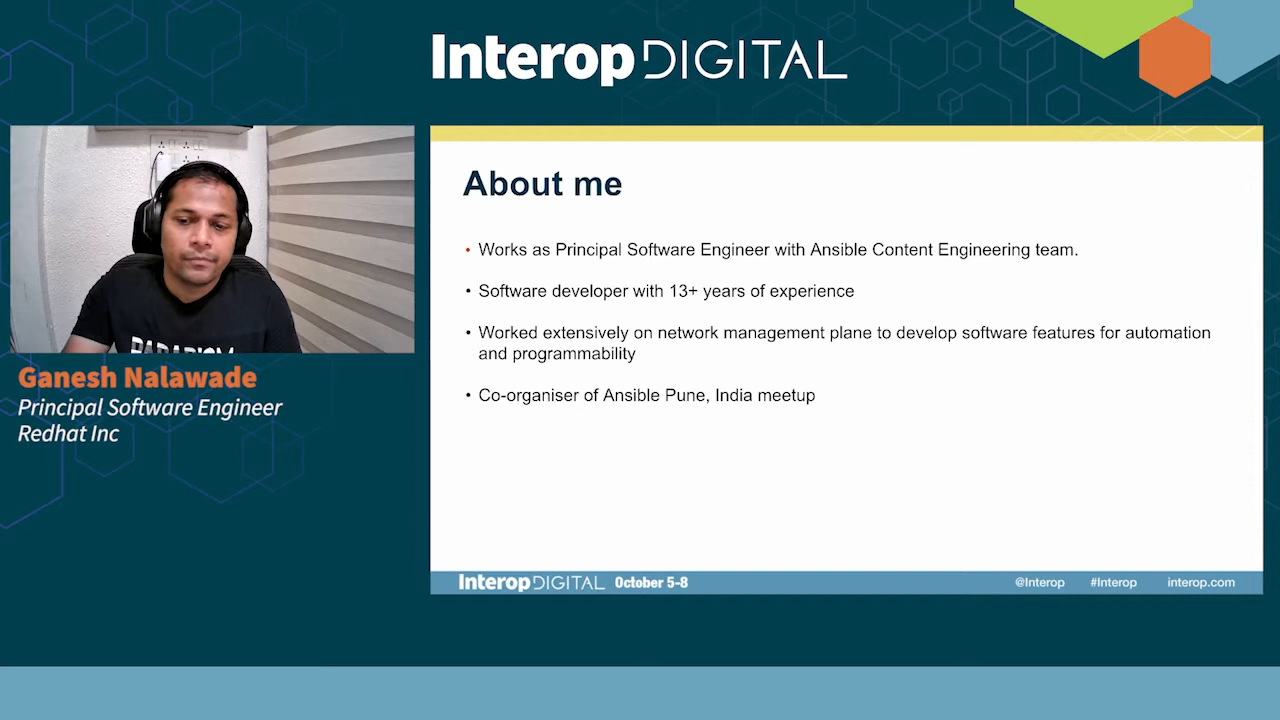 Interop DIGITAL
PARADIGM
Ganesh Nalawade
Principal Software Engineer
Redhat Inc
About me
• Works as Principal Software Engineer with Ansible Content Engineering team.
• Software developer with 13+ years of experience
• Worked extensively on network management plane to develop software features for automation
and programmability
• Co-organiser of Ansible Pune, India meetup
Interop DIGITAL October 5-8 @Interop #Interop interop.com